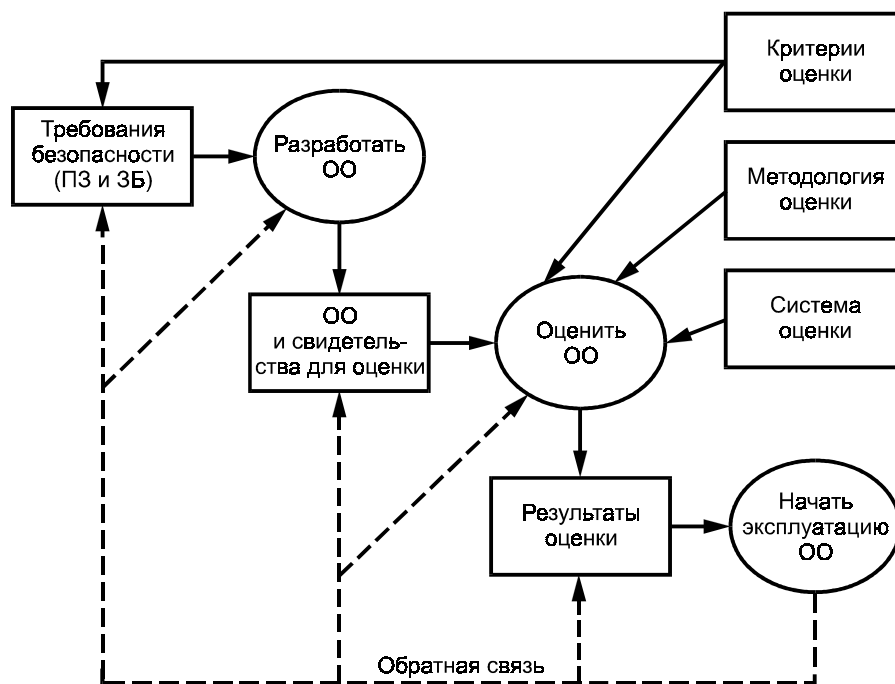 Критерии
оценки
Требования
безопасности
(ПЗ и ЗБ)
Разработать
ОО
Методология
оценки
ОО
и свидетель-
ства для оценки
Оценить
ОО
Система
оценки
Результаты
оценки
Начать
эксплуатацию
ОО
Обратная связь